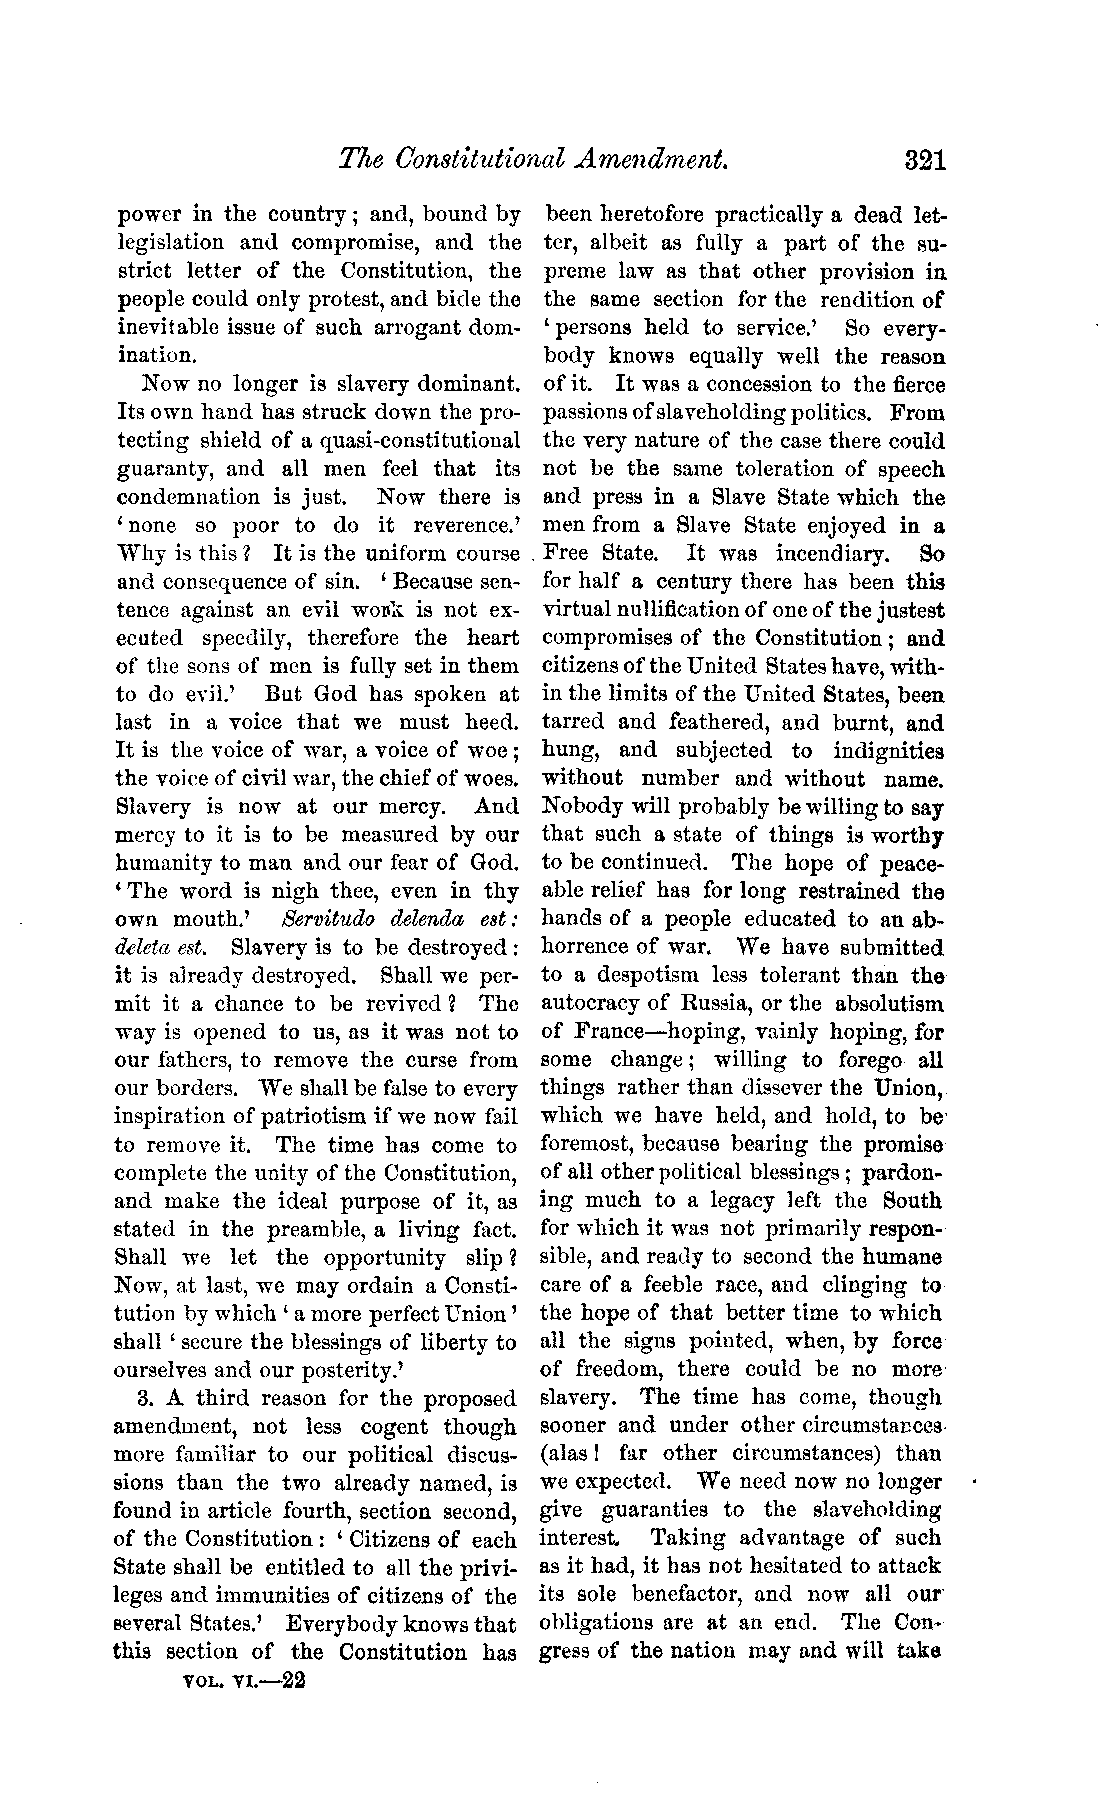 The Constitutional Amendment. 321
power in the country; and, bound by
legislation and compromise, and the
strict letter of the Constitution, the
people could only protest, and bide the
inevitable issue of such arrogant dom-
ination.
Now no longer is slavery dominant.
Its own hand has struck down the pro-
tecting shield of a quasi-constitutional
guaranty, and all men feel that its
condemnation is just. Now there is
‘none so poor to do it reverence.’
Why is this? It is the uniform course
and consequence of sin. ‘Because sen-
tence against an evil work is not ex-
ecuted speedily, therefore the heart
of the sons of men is fully set in them
to do evil.’ But God has spoken at
last in a voice that we must heed.
It is the voice of war, a voice of woe;
the voice of civil war, the chief of woes.
Slavery is now at our mercy. And
mercy to it is to be measured by our
humanity to man and our fear of God.
‘The word is nigh thee, even in thy
own mouth.’ Servitudo delenda est:
deleta est. Slavery is to be destroyed:
it is already destroyed. Shall we per-
mit it a chance to be revived? The
way is opened to us, as it was not to
our fathers, to remove the curse from
our borders. We shall be false to every
inspiration of patriotism if we now fail
to remove it. The time has come to
complete the unity of the Constitution,
and make the ideal purpose of it, as
stated in the preamble, a living fact.
Shall we let the opportunity slip?
Now, at last, we may ordain a Consti-
tution by which ‘a more perfect Union’
shall ‘secure the blessings of liberty to
ourselves and our posterity.’
3. A third reason for the proposed
amendment, not less cogent though
more familiar to our political discus-
sions than the two already named, is
found in article fourth, section second,
of the Constitution: ‘Citizens of each
State shall be entitled to all the privi-
leges and immunities of citizens of the
several States.’ Everybody knows that
this section of the Constitution has
VOL. VI.—22
been heretofore practically a dead let-
ter, albeit as fully a part of the su-
preme law as that other provision in
the same section for the rendition of
‘persons held to service.’ So every-
body knows equally well the reason
of it. It was a concession to the fierce
passions of slaveholding politics. From
the very nature of the case there could
not be the same toleration of speech
and press in a Slave State which the
men from a Slave State enjoyed in a
Free State. It was incendiary. So
for half a century there has been this
virtual nullification of one of the justest
compromises of the Constitution; and
citizens of the United States have, with-
in the limits of the United States, been
tarred and feathered, and burnt, and
hung, and subjected to indignities
without number and without name.
Nobody will probably be willing to say
that such a state of things is worthy
to be continued. The hope of peace-
able relief has for long restrained the
hands of a people educated to an ab-
horrence of war. We have submitted
to a despotism less tolerant than the
autocracy of Russia, or the absolutism
of France—hoping, vainly hoping, for
some change; willing to forego all
things rather than dissever the Union,
which we have held, and hold, to be
foremost, because bearing the promise
of all other political blessings; pardon-
ing much to a legacy left the South
for which it was not primarily respon-
sible, and ready to second the humane
care of a feeble race, and clinging to
the hope of that better time to which
all the signs pointed, when, by force
of freedom, there could be no more
slavery. The time has come, though
sooner and under other circumstances
(alas! far other circumstances) than
we expected. We need now no longer
give guaranties to the slaveholding
interest. Taking advantage of such
as it had, it has not hesitated to attack
its sole benefactor, and now all our
obligations are at an end. The Con-
gress of the nation may and will take